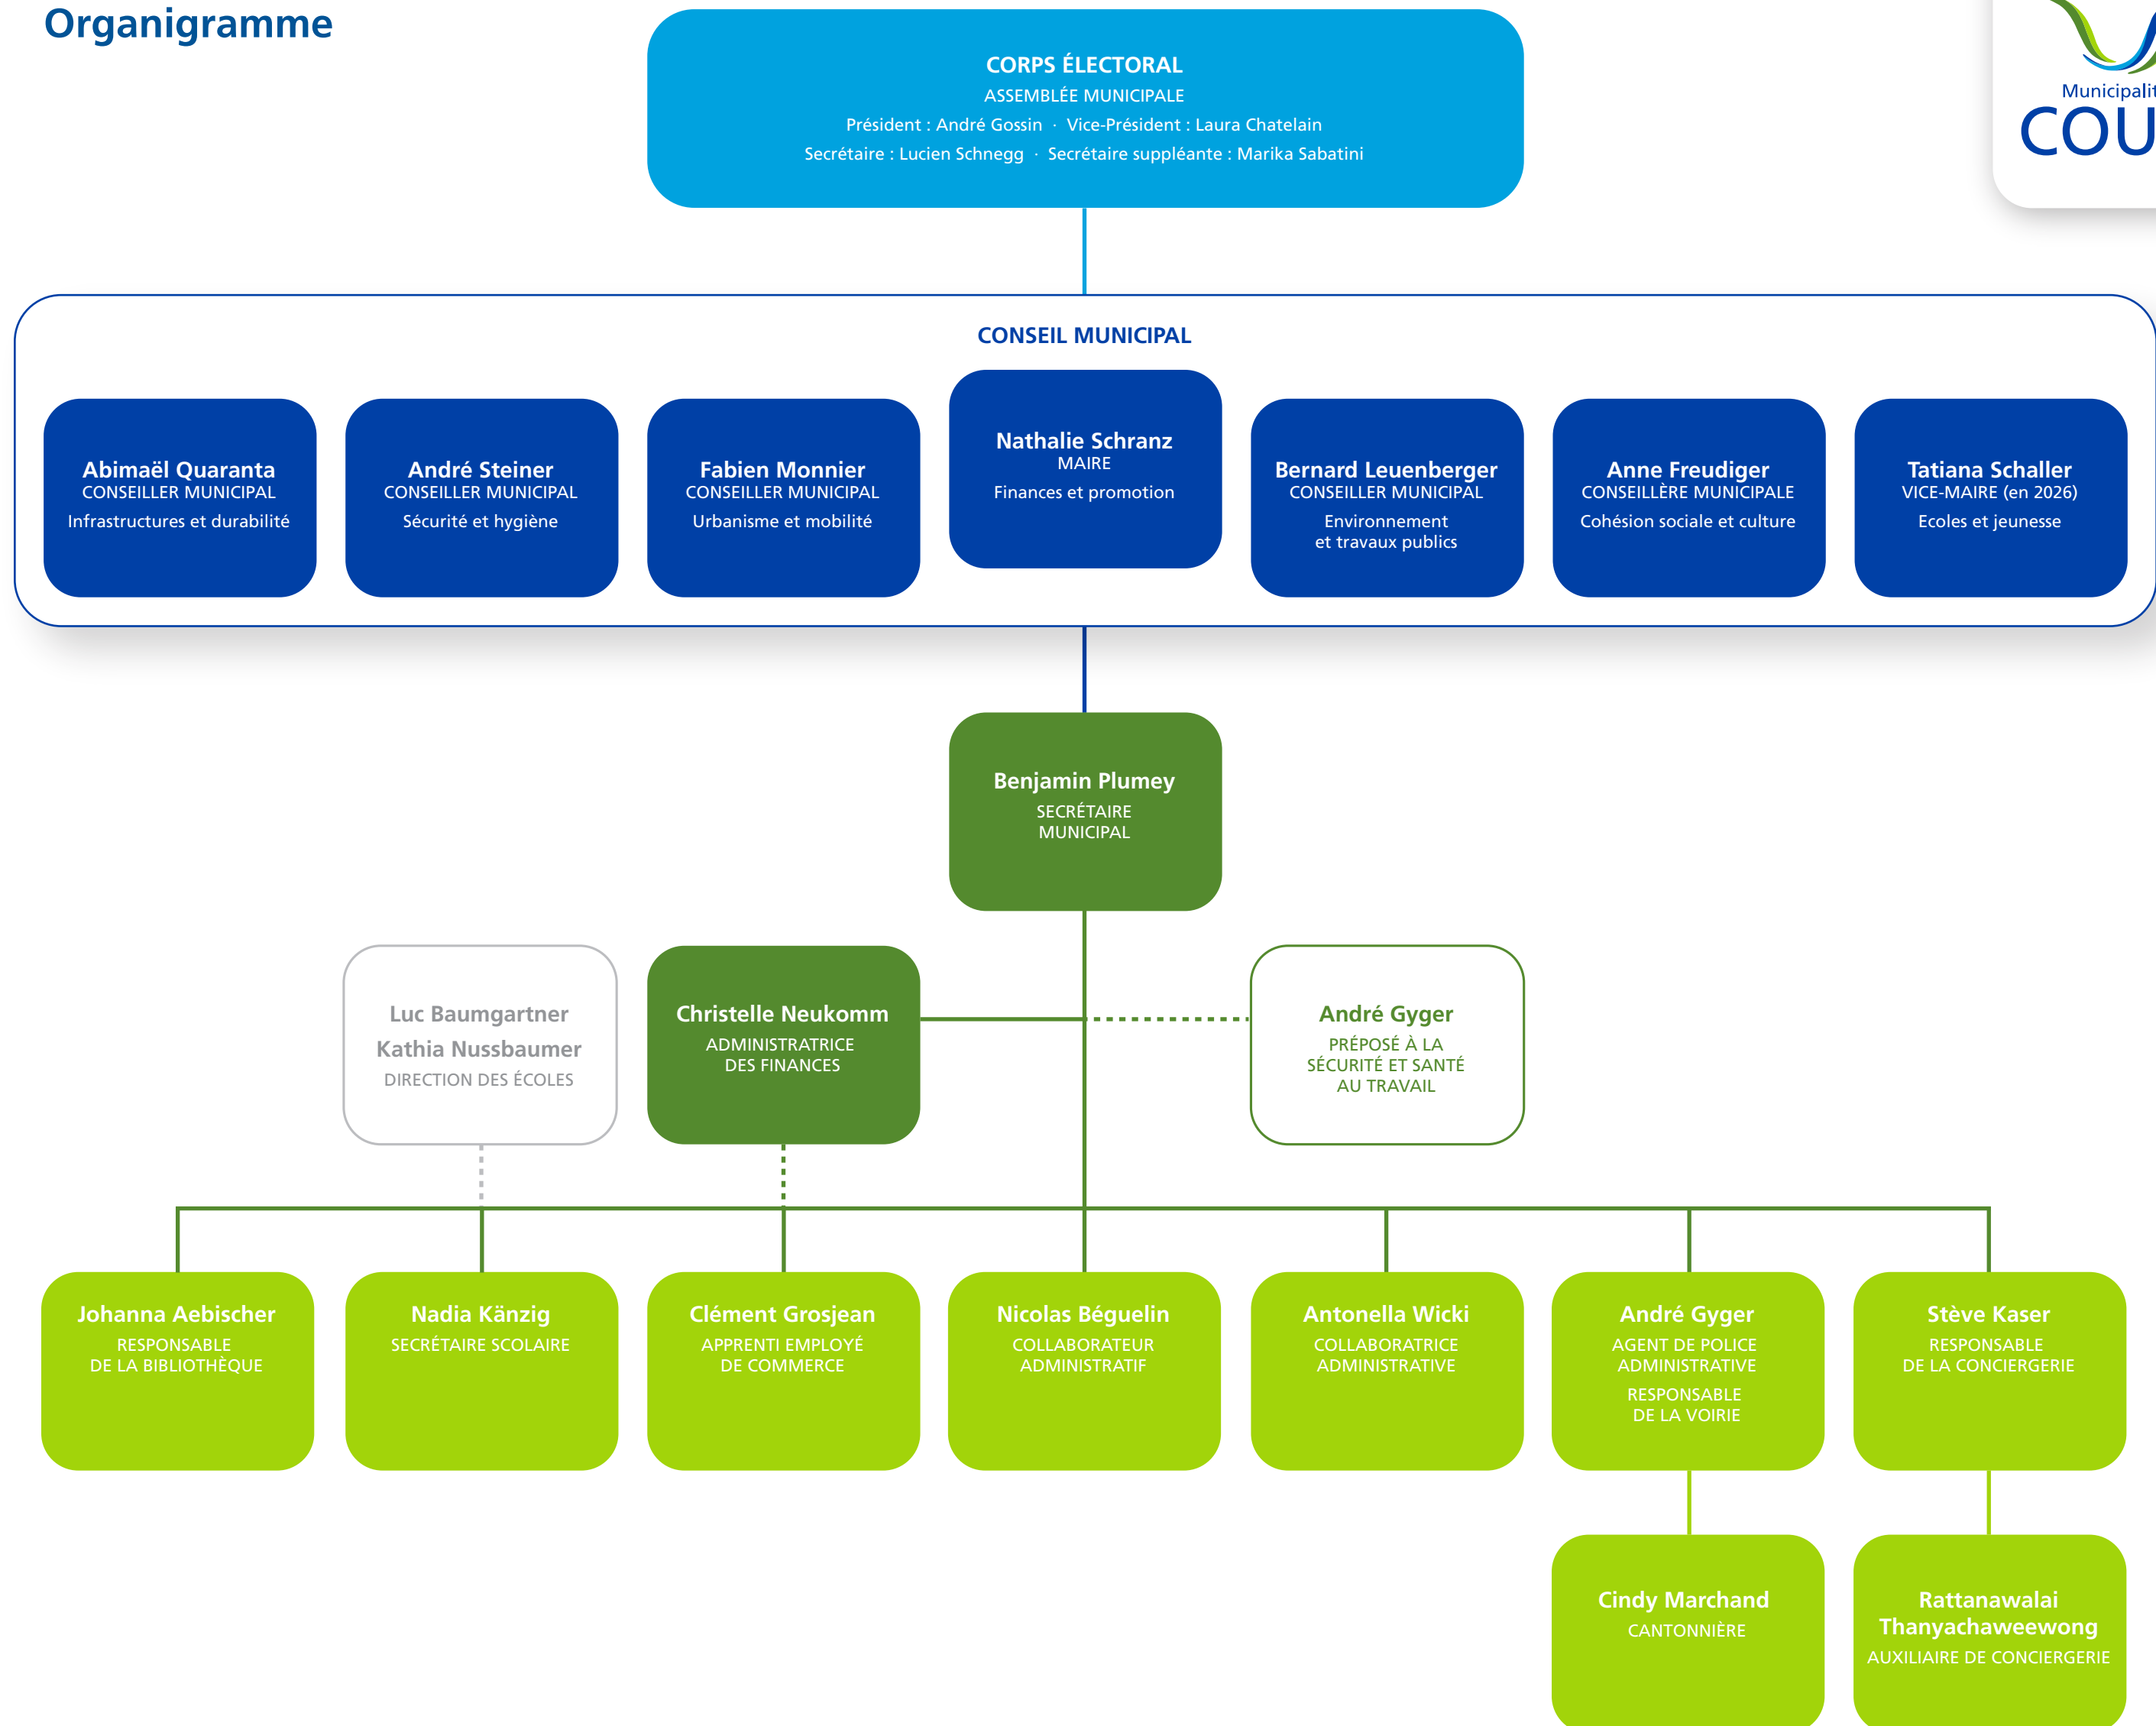 Organigramme
CORPS ÉLECTORAL
ASSEMBLÉE MUNICIPALE
Président : André Gossin · Vice-Président : Laura Chatelain
Secrétaire : Lucien Schnegg · Secrétaire suppléante : Marika Sabatini
CONSEIL MUNICIPAL
Abimaël Quaranta
CONSEILLER MUNICIPAL
Infrastructures et durabilité
André Steiner
CONSEILLER MUNICIPAL
Sécurité et hygiène
Fabien Monnier
CONSEILLER MUNICIPAL
Urbanisme et mobilité
Nathalie Schranz
MAIRE
Finances et promotion
Bernard Leuenberger
CONSEILLER MUNICIPAL
Environnement
et travaux publics
Anne Freudiger
CONSEILLÈRE MUNICIPALE
Cohésion sociale et culture
Tatiana Schaller
VICE-MAIRE (en 2026)
Ecoles et jeunesse
Benjamin Plumey
SECRÉTAIRE
MUNICIPAL
Luc Baumgartner
Kathia Nussbaumer
DIRECTION DES ÉCOLES
Christelle Neukomm
ADMINISTRATRICE
DES FINANCES
André Gyger
PRÉPOSÉ À LA
SÉCURITÉ ET SANTÉ
AU TRAVAIL
Johanna Aebischer
RESPONSABLE
DE LA BIBLIOTHÈQUE
Nadia Känzig
SECRÉTAIRE SCOLAIRE
Clément Grosjean
APPRENTI EMPLOYÉ
DE COMMERCE
Nicolas Béguelin
COLLABORATEUR
ADMINISTRATIF
Antonella Wicki
COLLABORATRICE
ADMINISTRATIVE
André Gyger
AGENT DE POLICE
ADMINISTRATIVE
RESPONSABLE
DE LA VOIRIE
Stève Kaser
RESPONSABLE
DE LA CONCIERGERIE
Cindy Marchand
CANTONNIÈRE
Rattanawalai
Thanyachaweewong
AUXILIAIRE DE CONCIERGERIE